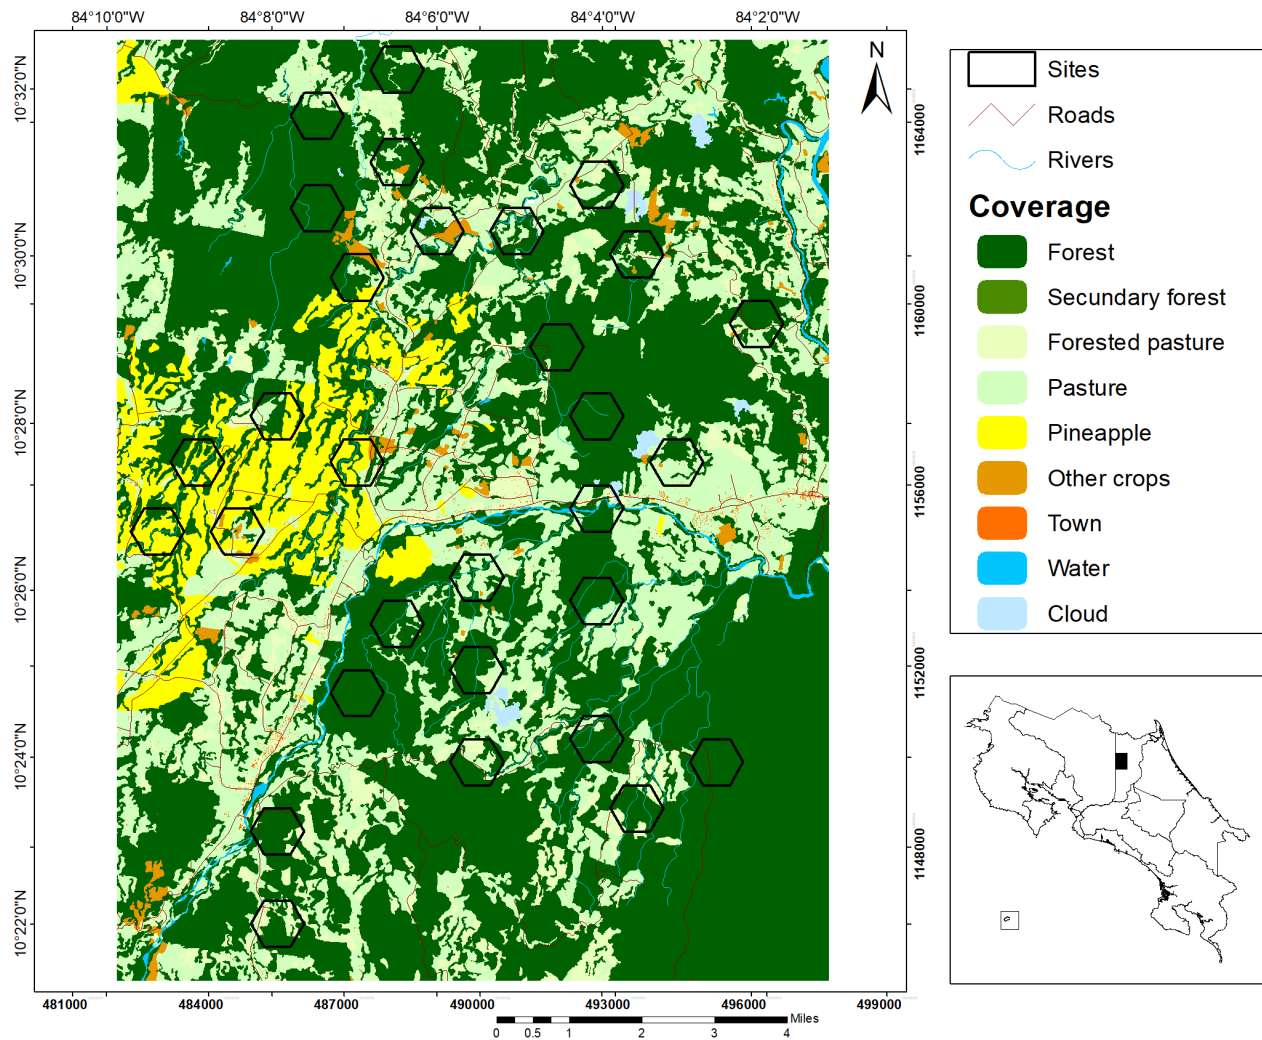 84°10'0"W 84°8'0"W 84°6'0"W 84°4'0"W 84°2'0"W
N
10°32'0"N
10°30'0"N
10°28'0"N
10°26'0"N
10°24'0"N
10°22'0"N
1164000
1160000
1156000
1152000
1148000
481000 484000 487000 490000 493000 496000 499000
Miles
0 0.5 1 2 3 4
Sites
Roads
Rivers
Coverage
Forest
Secundary forest
Forested pasture
Pasture
Pineapple
Other crops
Town
Water
Cloud